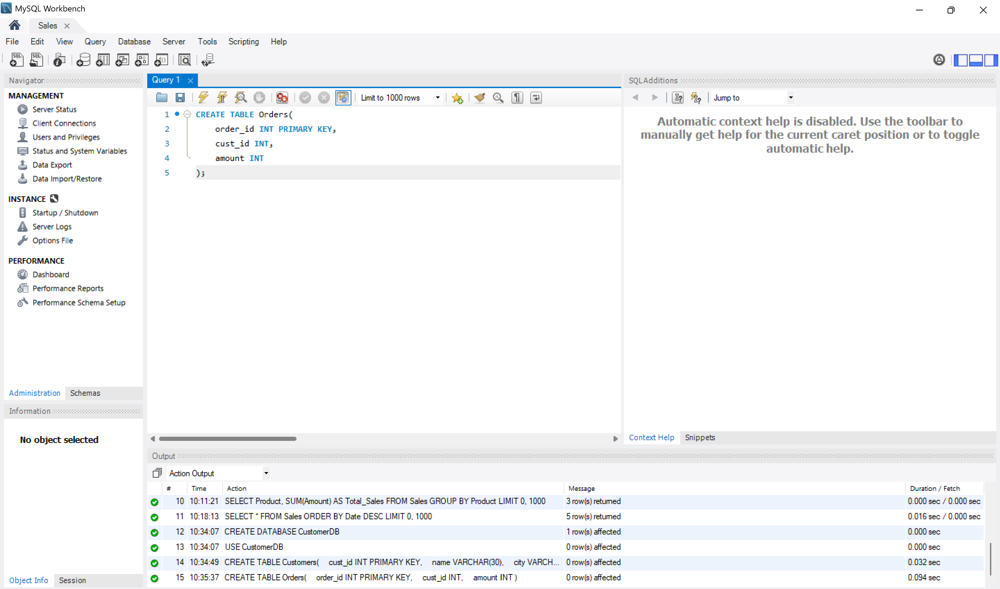 MySQL Workbench
Sales
File Edit View Query Database Server Tools Scripting Help
Navigator
MANAGEMENT
Server Status
Client Connections
Users and Privileges
Status and System Variables
Data Export
Data Import/Restore
INSTANCE
Startup / Shutdown
Server Logs
Options File
PERFORMANCE
Dashboard
Performance Reports
Performance Schema Setup
Administration Schemas
Information
No object selected
Object Info Session
Query 1
Limit to 1000 rows
1 CREATE TABLE Orders(
2 order_id INT PRIMARY KEY,
3 cust_id INT,
4 amount INT
5 );
SQLAdditions
Jump to
Automatic context help is disabled. Use the toolbar to
manually get help for the current caret position or to toggle
automatic help.
Context Help Snippets
Output
Action Output
# Time Action Message Duration / Fetch
10 10:11:21 SELECT Product, SUM(Amount) AS Total_Sales FROM Sales GROUP BY Product LIMIT 0, 1000 3 row(s) returned 0.000 sec / 0.000 sec
11 10:18:13 SELECT * FROM Sales ORDER BY Date DESC LIMIT 0, 1000 5 row(s) returned 0.016 sec / 0.000 sec
12 10:34:07 CREATE DATABASE CustomerDB 1 row(s) affected 0.000 sec
13 10:34:07 USE CustomerDB 0 row(s) affected 0.000 sec
14 10:34:49 CREATE TABLE Customers( cust_id INT PRIMARY KEY, name VARCHAR(30), city VARCH... 0 row(s) affected 0.032 sec
15 10:35:37 CREATE TABLE Orders( order_id INT PRIMARY KEY, cust_id INT, amount INT ) 0 row(s) affected 0.094 sec